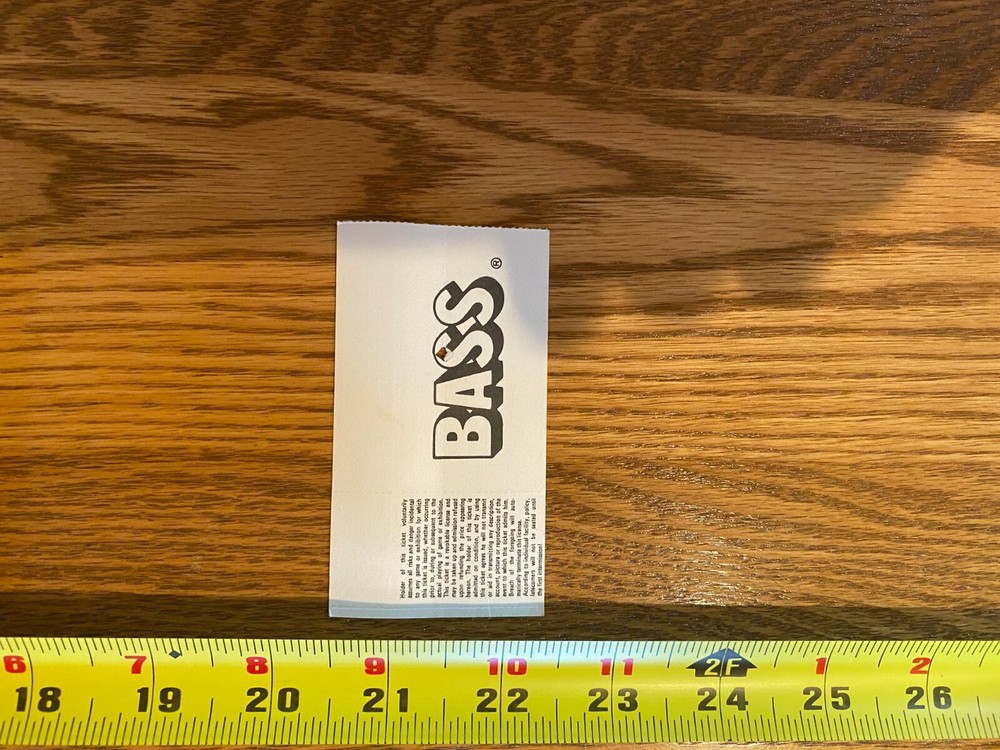 BASS®
Holder of this ticket voluntarily
assumes all risks and danger incidental
to any game or exhibition for which
this ticket is issued, whether occurring
prior to, during or subsequent to the
actual playing of game or exhibition.
This ticket is a revocable license and
may be taken up and admission refused
upon refunding the price appearing
hereon. The holder of this ticket is
admitted on condition, and by using
this ticket agrees he will not transmit
or aid in transmitting any description,
account, picture or reproduction of the
event to which this ticket admits him.
Breach of the foregoing will auto-
matically terminate this license.
According to individual facility, policy,
latecomers will not be seated until
the first intermission!
6 7 8 9 10 11 2F 1 2
18 19 20 21 22 23 24 25 26